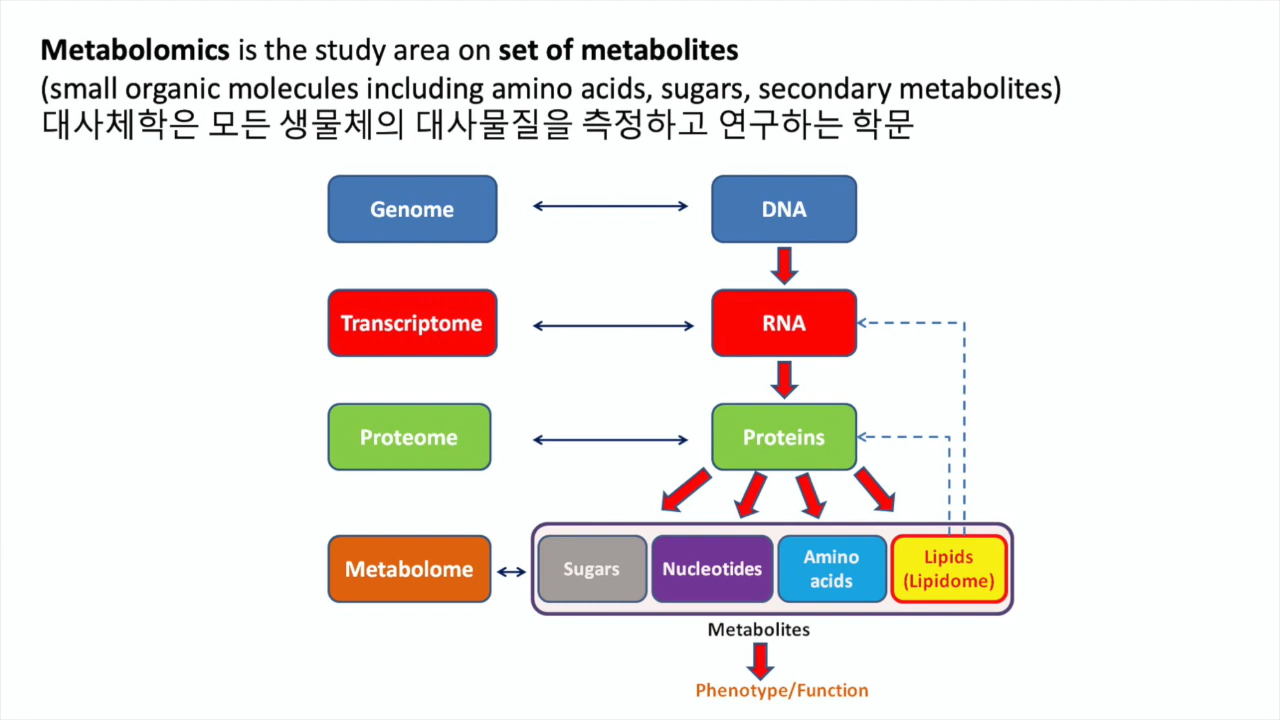 Metabolomics is the study area on set of metabolites
(small organic molecules including amino acids, sugars, secondary metabolites)
대사체학은 모든 생물체의 대사물질을 측정하고 연구하는 학문
Genome
DNA
Transcriptome
RNA
Proteome
Proteins
Metabolome
Sugars
Nucleotides
Amino
acids
Lipids
(Lipidome)
Metabolites
Phenotype/Function